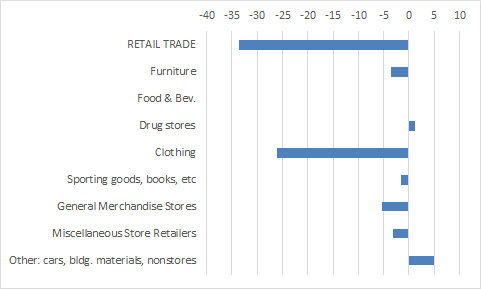 -40 -35 -30 -25 -20 -15 -10 -5 0 5 10
RETAIL TRADE
Furniture
Food & Bev.
Drug stores
Clothing
Sporting goods, books, etc
General Merchandise Stores
Miscellaneous Store Retailers
Other: cars, bldg. materials, nonstores